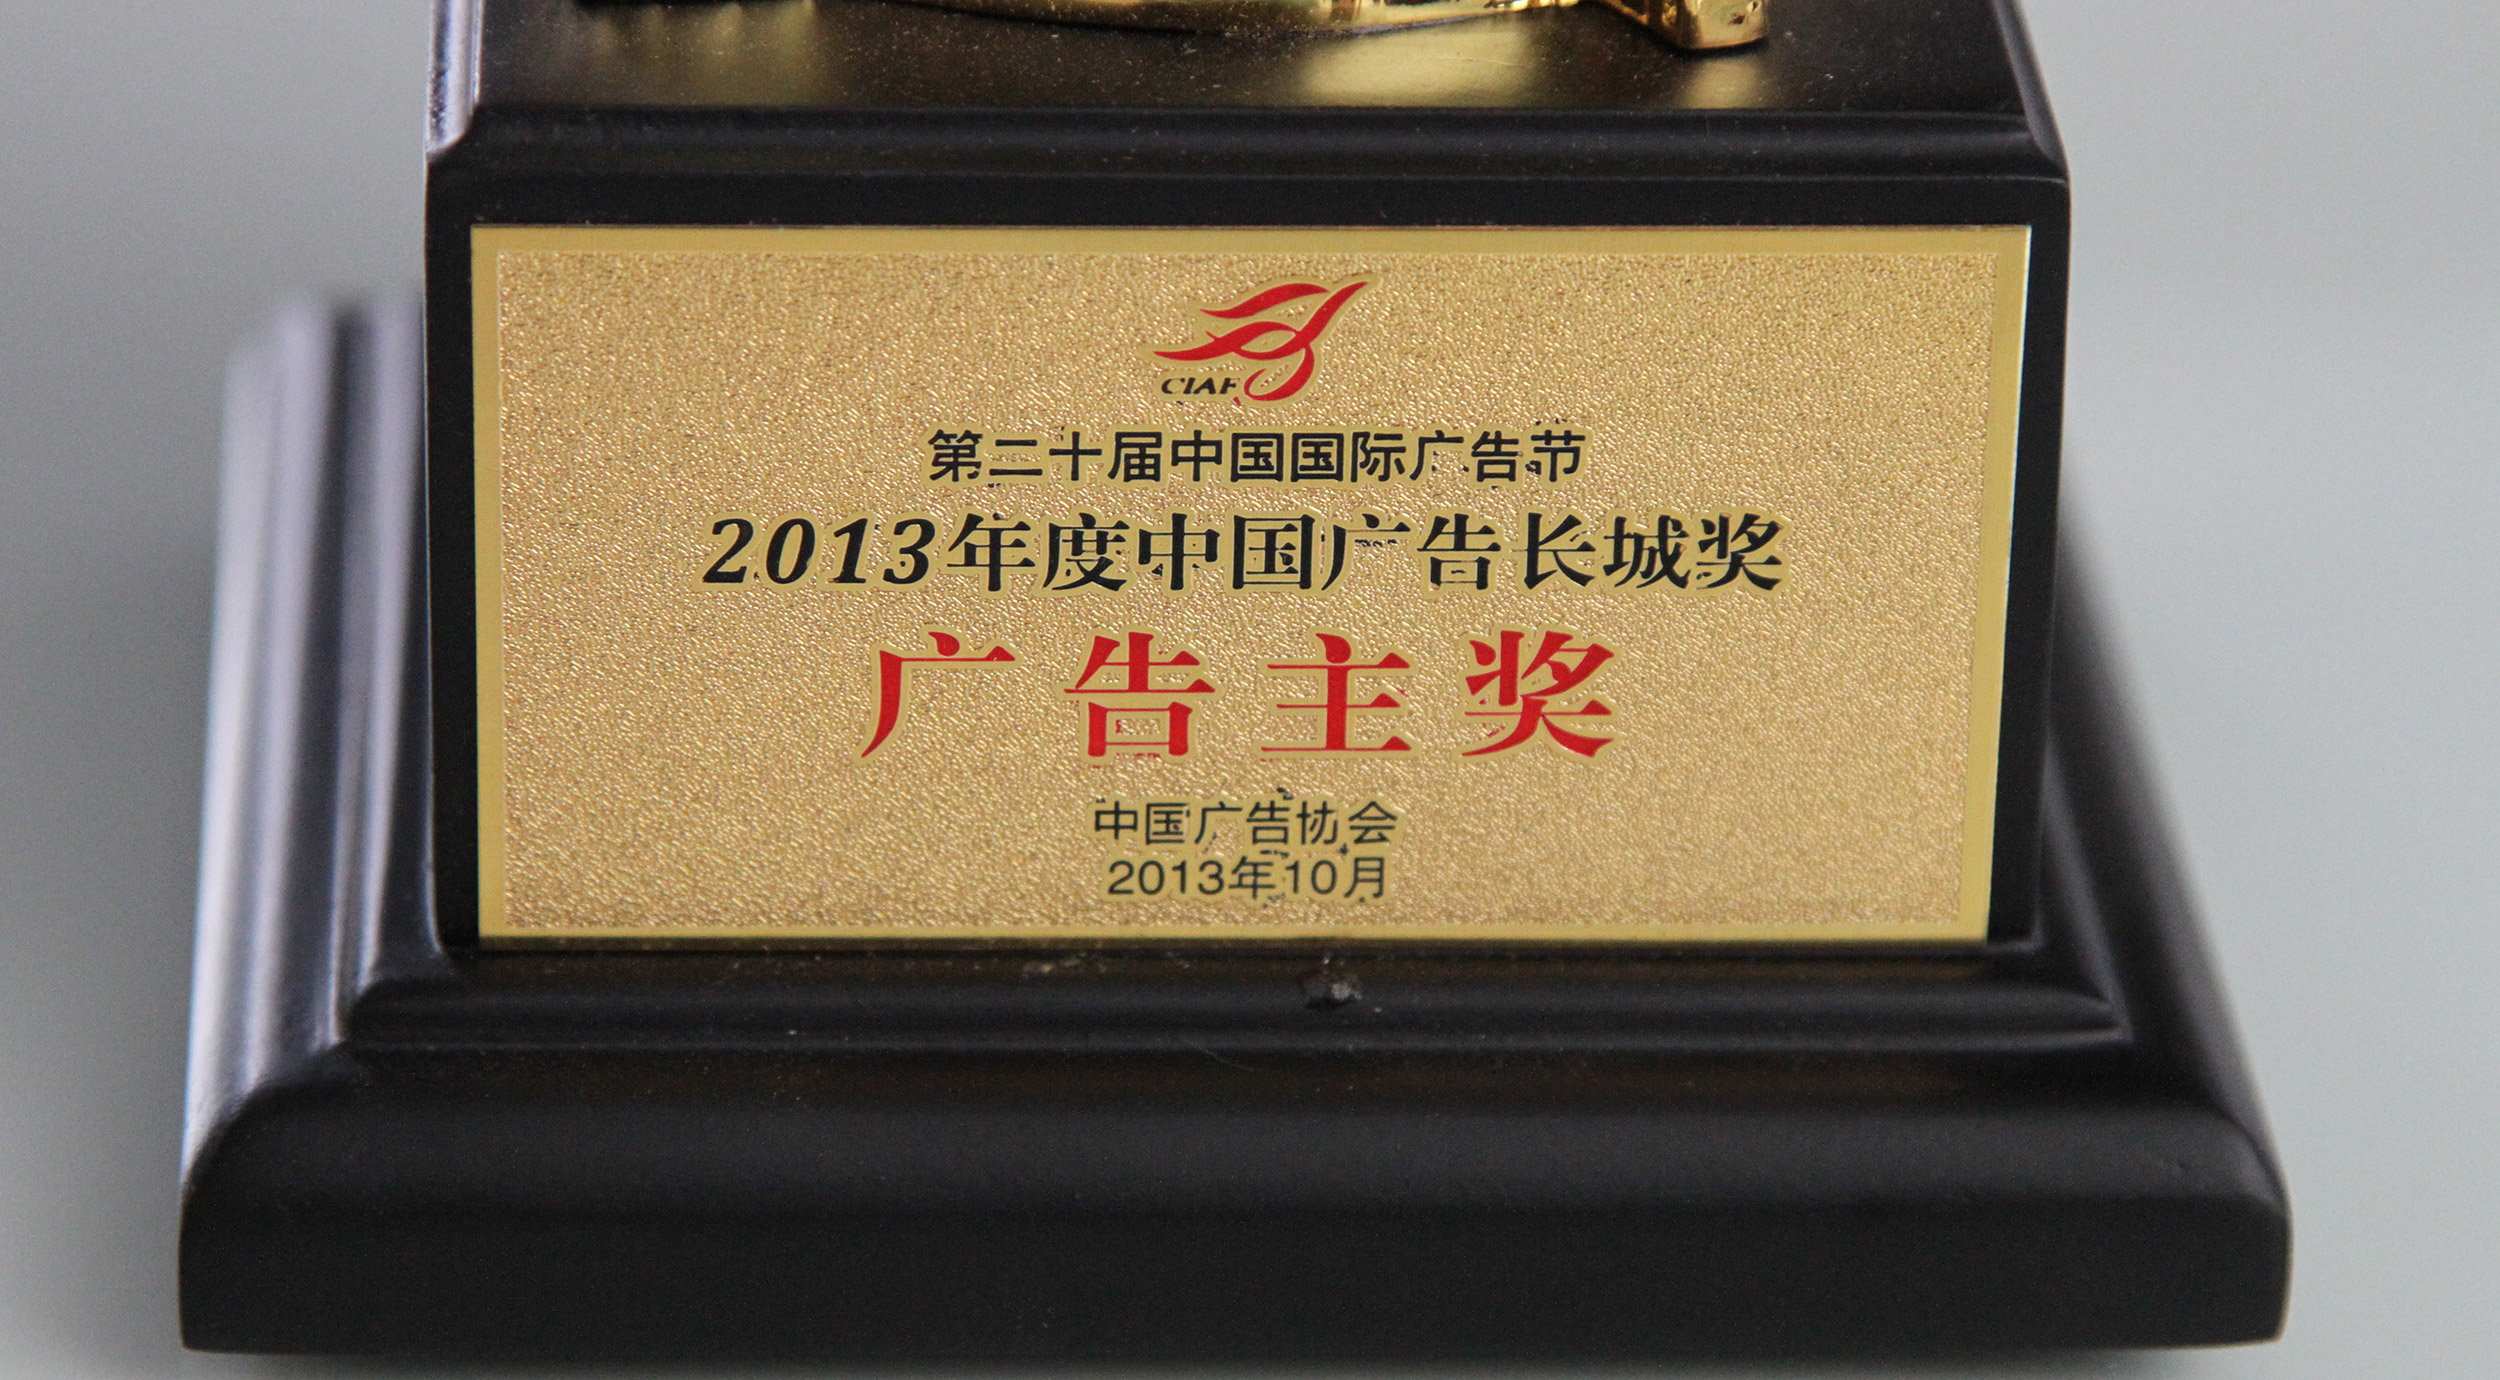 CIAF
第二十届中国国际广告节
2013年度中国广告长城奖
广告主奖
中国广告协会
2013年10月